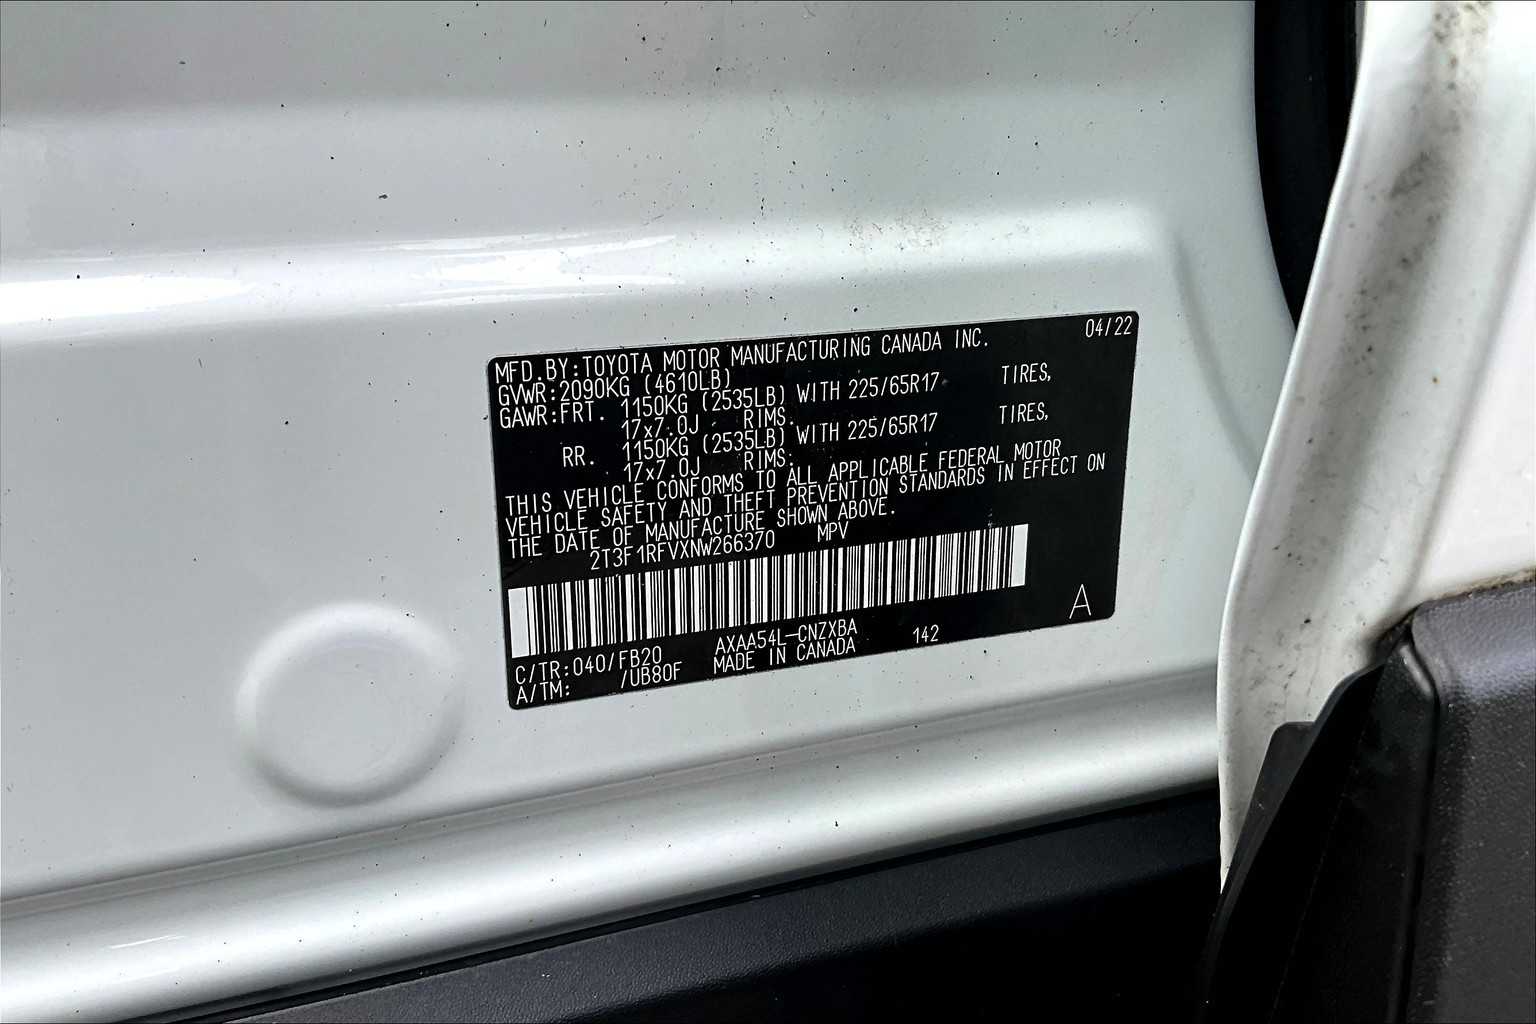 04/22
MFD.BY:TOYOTA MOTOR MANUFACTURING CANADA INC.
GVWR:2090KG (4610LB)
GAWR:FRT. 1150KG (2535LB) WITH 225/65R17 TIRES,
17x7.0J RIMS.
RR. 1150KG (2535LB) WITH 225/65R17 TIRES,
17x7.0J RIMS.
THIS VEHICLE CONFORMS TO ALL APPLICABLE FEDERAL MOTOR
VEHICLE SAFETY AND THEFT PREVENTION STANDARDS IN EFFECT ON
THE DATE OF MANUFACTURE SHOWN ABOVE.
2T3F1RFVXNW266370 MPV
A
C/TR:040/FB20 AXAA54L-CNZXBA 142
A/TM: /UB80F MADE IN CANADA